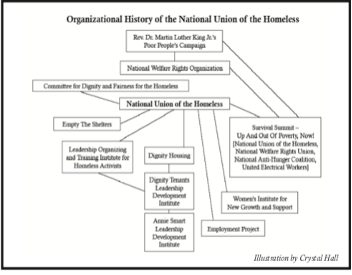 Organizational History of the National Union of the Homeless
Rev. Dr. Martin Luther King Jr.'s
Poor People's Campaign
National Welfare Rights Organization
Committee for Dignity and Fairness for the Homeless
National Union of the Homeless
Empty The Shelters
Survival Summit –
Up And Out Of Poverty, Now!
[National Union of the Homeless,
National Welfare Rights Union,
National Anti-Hunger Coalition,
United Electrical Workers]
Leadership Organizing
and Training Institute for
Homeless Activists
Dignity Housing
Dignity Tenants
Leadership
Development
Institute
Women's Institute for
New Growth and Support
Annie Smart
Leadership
Development
Institute
Employment Project
Illustration by Crystal Hall